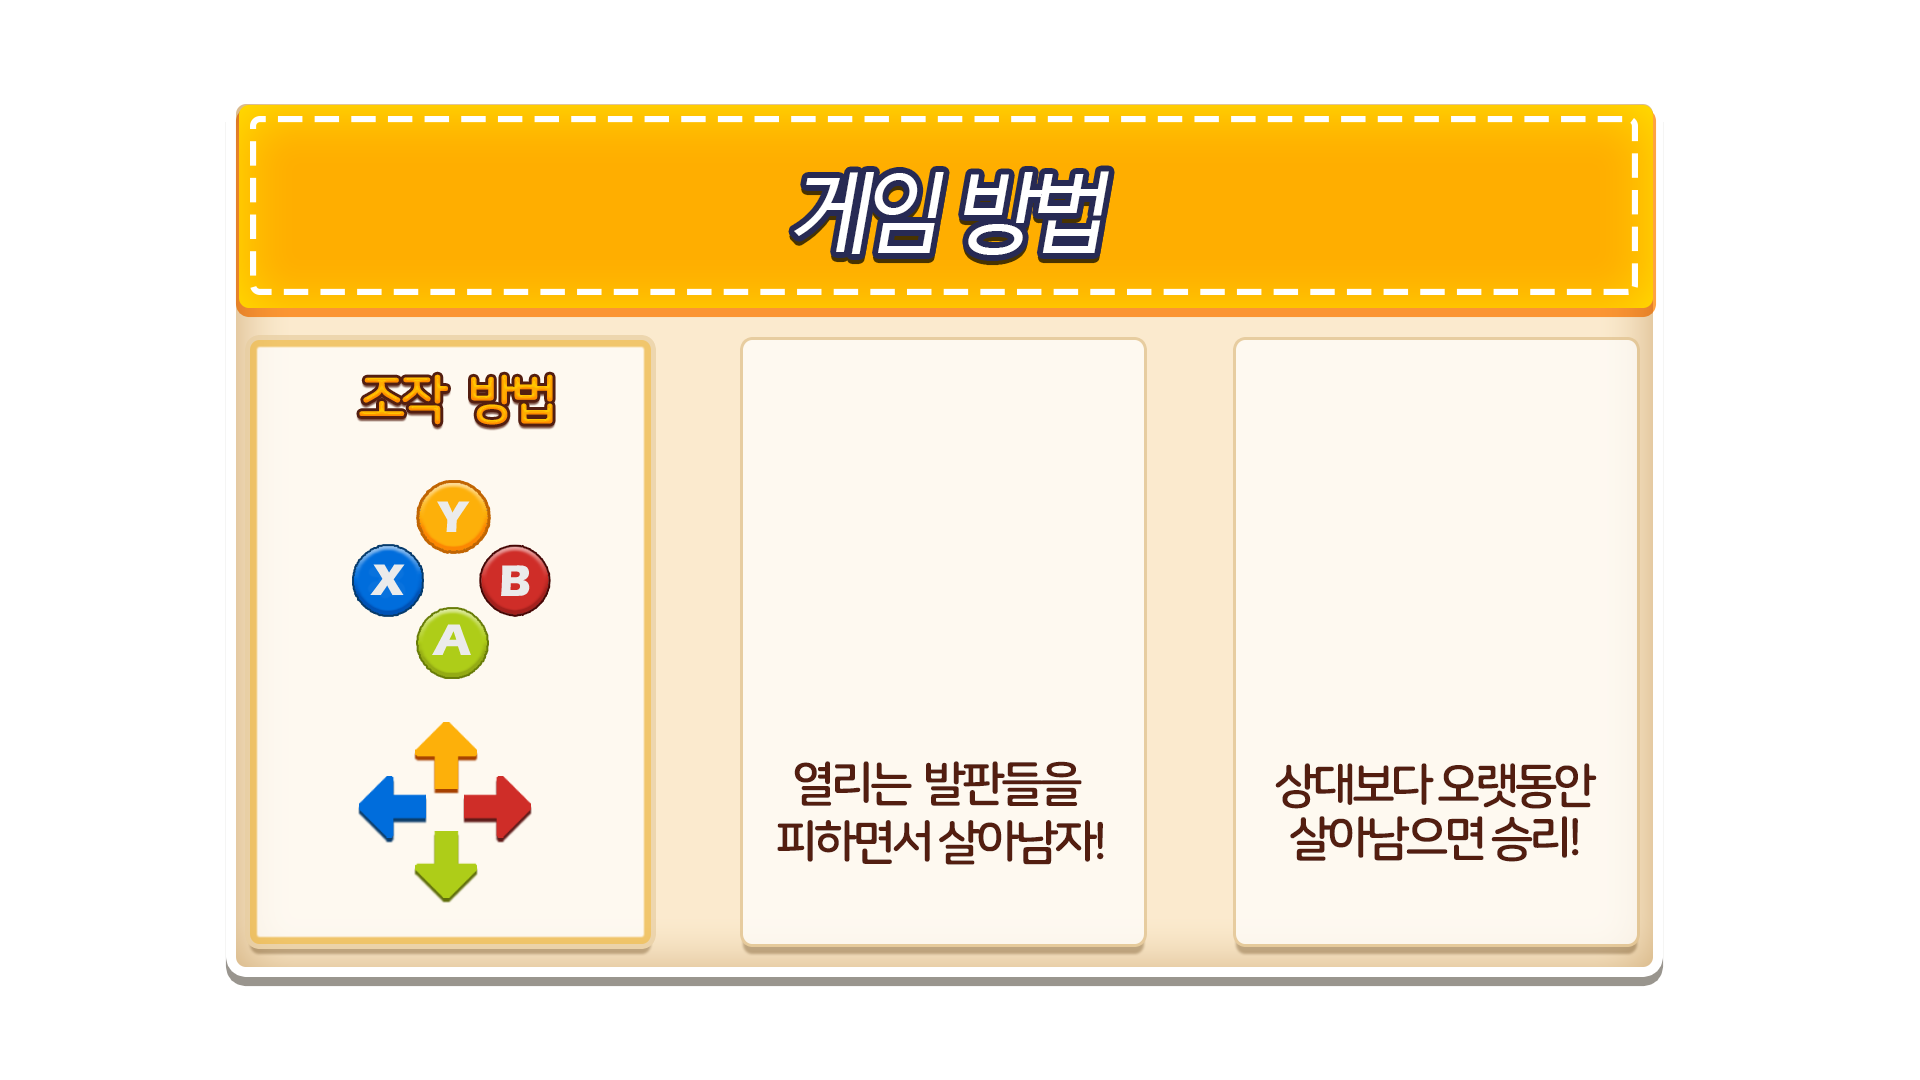 게임 방법
조작 방법
Y
X
B
A
열리는 발판들을
피하면서 살아남자!
상대보다 오랫동안
살아남으면 승리!